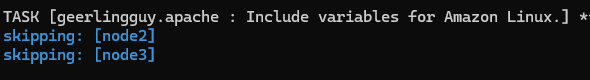 TASK [geerlingguy.apache : Include variables for Amazon Linux.] *
skipping: [node2]
skipping: [node3]